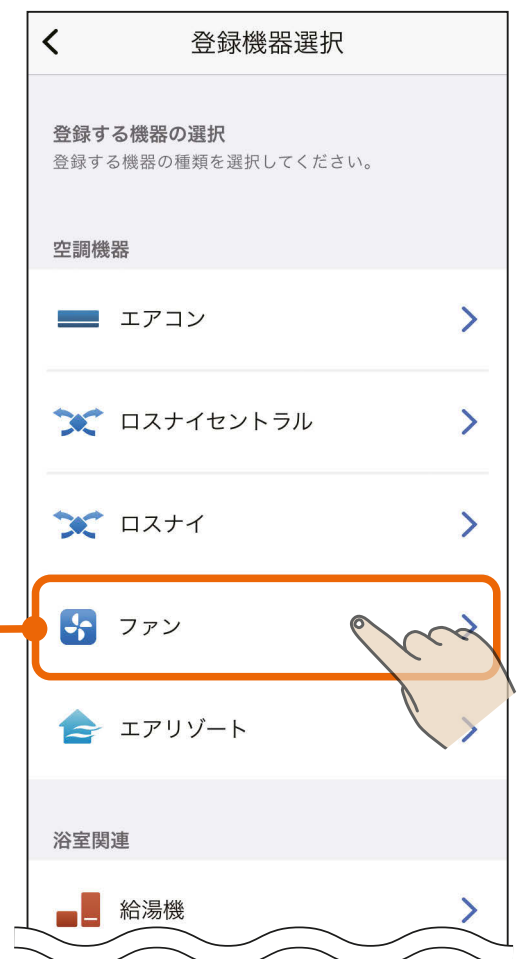 登録機器選択
登録する機器の選択
登録する機器の種類を選択してください。
空調機器
エアコン
ロスナイセントラル
ロスナイ
ファン
エアリゾート
浴室関連
給湯機